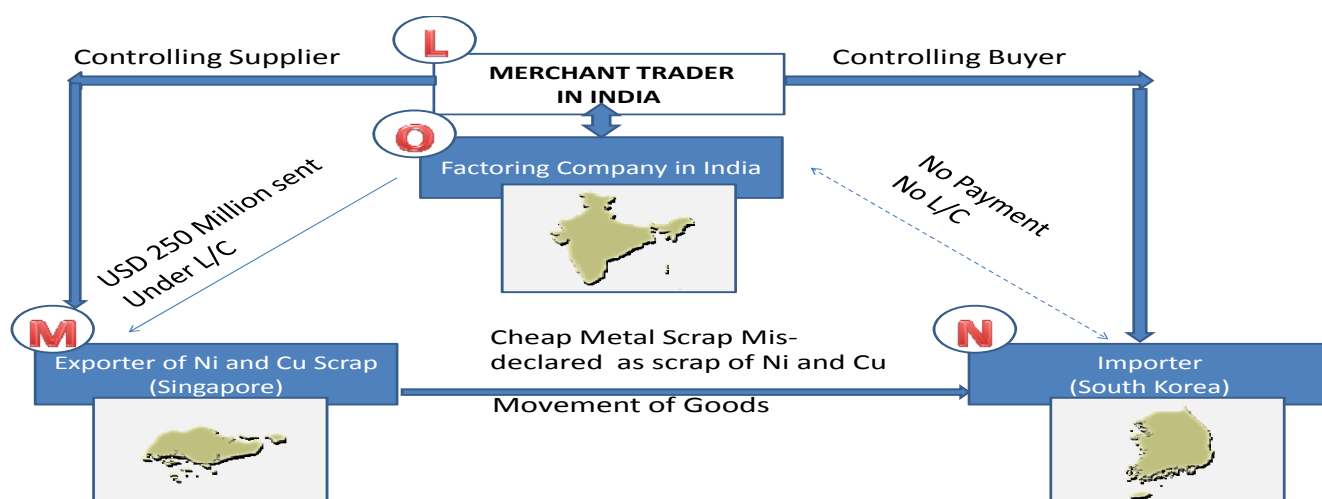 L
Controlling Supplier
MERCHANT TRADER
IN INDIA
Controlling Buyer
O
Factoring Company in India
USD 250 Million sent
Under L/C
No Payment
No L/C
M
Exporter of Ni and Cu Scrap
(Singapore)
Cheap Metal Scrap Mis-
declared as scrap of Ni and Cu
Movement of Goods
N
Importer
(South Korea)